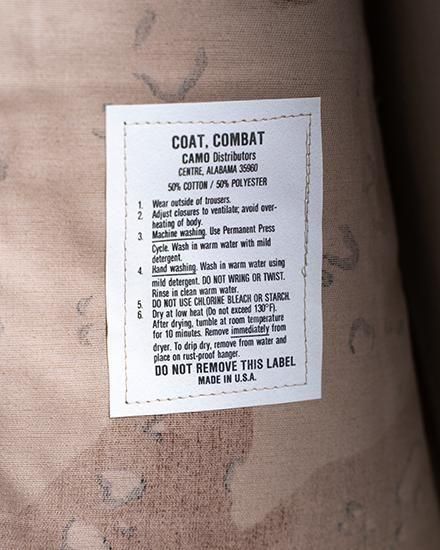 COAT, COMBAT
CAMO Distributors
CENTRE, ALABAMA 35960
50% COTTON / 50% POLYESTER
1. Wear outside of trousers.
2. Adjust closures to ventilate; avoid over-
heating of body.
3. Machine washing. Use Permanent Press
Cycle. Wash in warm water with mild
detergent.
4. Hand washing. Wash in warm water using
mild detergent. DO NOT WRING OR TWIST.
Rinse in clean warm water.
5. DO NOT USE CHLORINE BLEACH OR STARCH.
6. Dry at low heat (Do not exceed 130°F).
After drying, tumble at room temperature
for 10 minutes. Remove immediately from
dryer. To drip dry, remove from water and
place on rust-proof hanger.
DO NOT REMOVE THIS LABEL
MADE IN U.S.A.